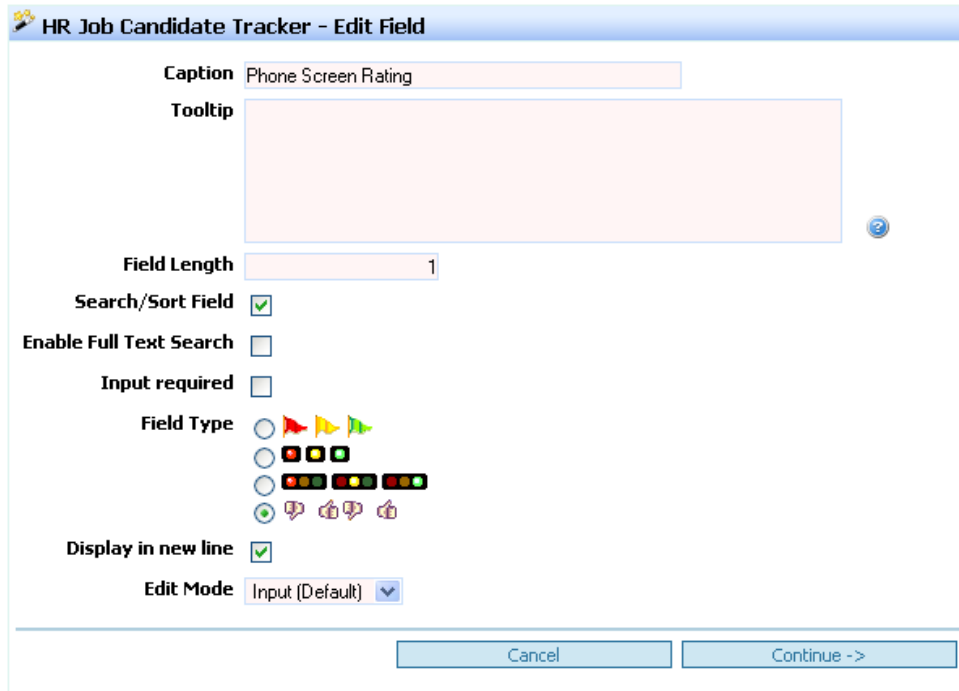 HR Job Candidate Tracker - Edit Field
Caption Phone Screen Rating
Tooltip
?
Field Length 1
Search/Sort Field
Enable Full Text Search
Input required
Field Type
Display in new line
Edit Mode Input (Default)
Cancel Continue ->